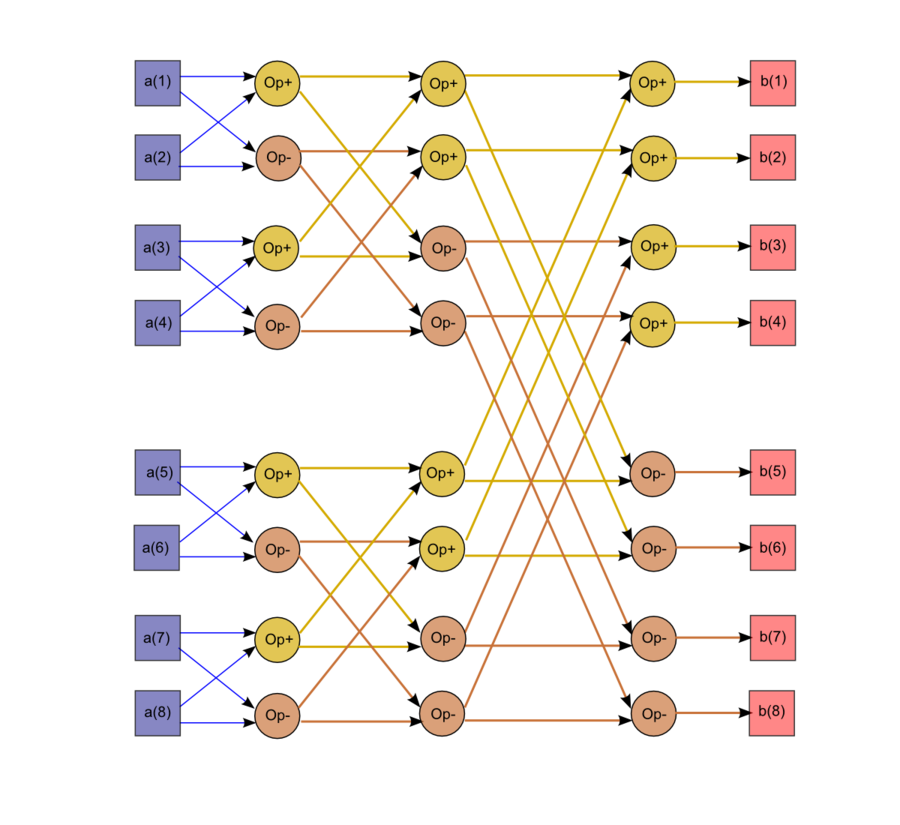 a(1) Op+ Op+ Op+ b(1)
a(2) Op- Op+ Op+ b(2)
a(3) Op+ Op- Op+ b(3)
a(4) Op- Op- Op+ b(4)
a(5) Op+ Op+ Op- b(5)
a(6) Op- Op+ Op- b(6)
a(7) Op+ Op- Op- b(7)
a(8) Op- Op- Op- b(8)